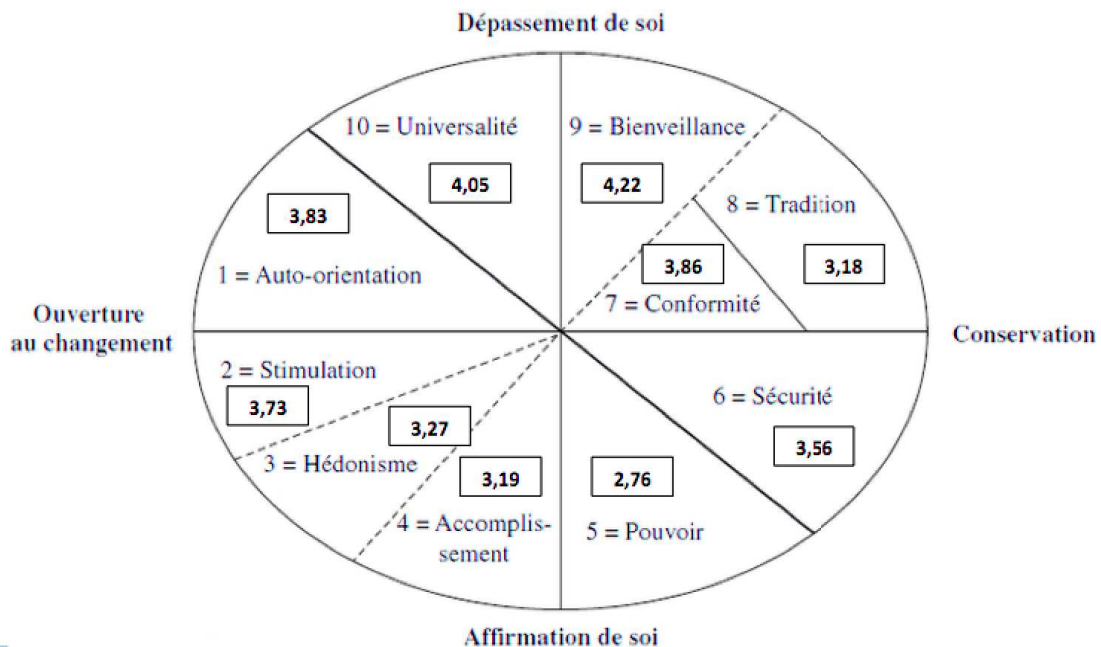 Dépassement de soi
10 = Universalité
9 = Bienveillance
4,05
4,22
3,83
8 = Tradition
1 = Auto-orientation
3,86
3,18
7 = Conformité
Ouverture
au changement
Conservation
2 = Stimulation
3,73
6 = Sécurité
3,27
3,56
3 = Hédonisme
3,19
2,76
4 = Accomplis-
sement
5 = Pouvoir
Affirmation de soi